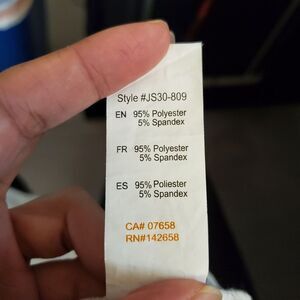 Style #JS30-809
EN 95% Polyester
5% Spandex
FR 95% Polyester
5% Spandex
ES 95% Poliester
5% Spandex
CA# 07658
RN#142658